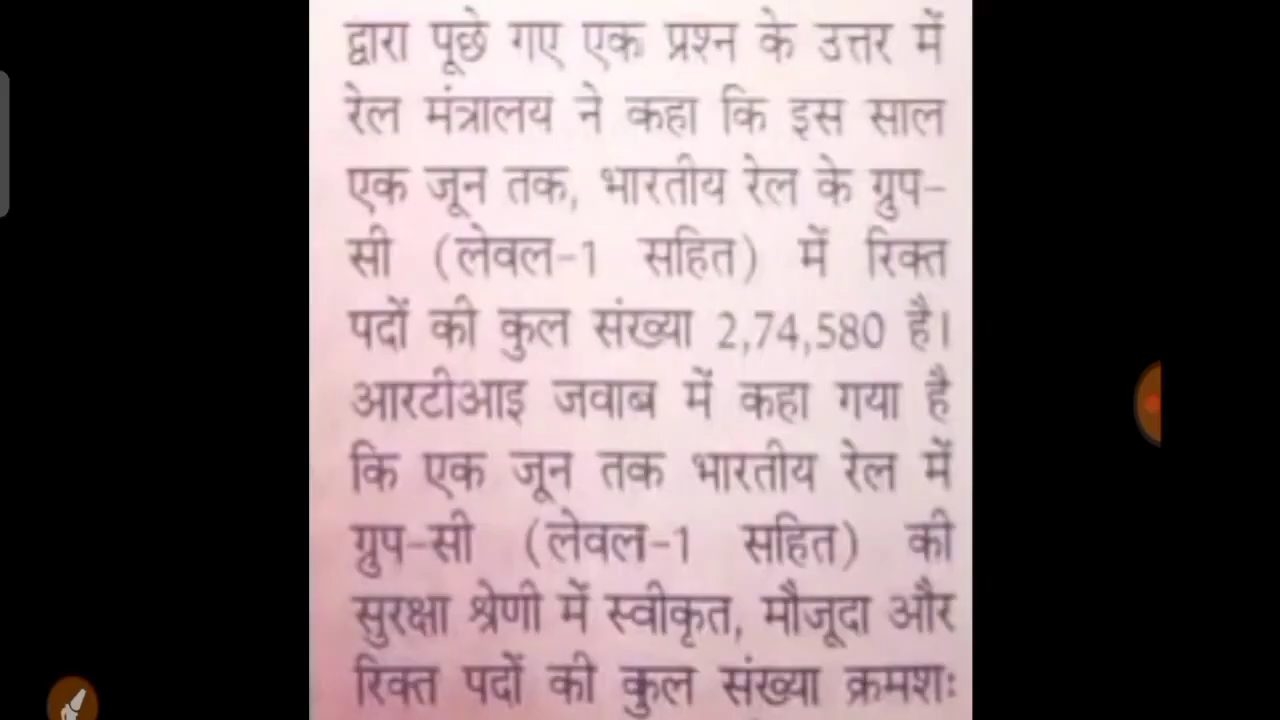 द्वारा पूछे गए एक प्रश्न के उत्तर में
रेल मंत्रालय ने कहा कि इस साल
एक जून तक, भारतीय रेल के ग्रुप-
सी (लेवल-1 सहित) में रिक्त
पदों की कुल संख्या 2,74,580 है।
आरटीआइ जवाब में कहा गया है
कि एक जून तक भारतीय रेल में
ग्रुप-सी (लेवल-1 सहित) की
सुरक्षा श्रेणी में स्वीकृत, मौजूदा और
रिक्त पदों की कुल संख्या क्रमशः